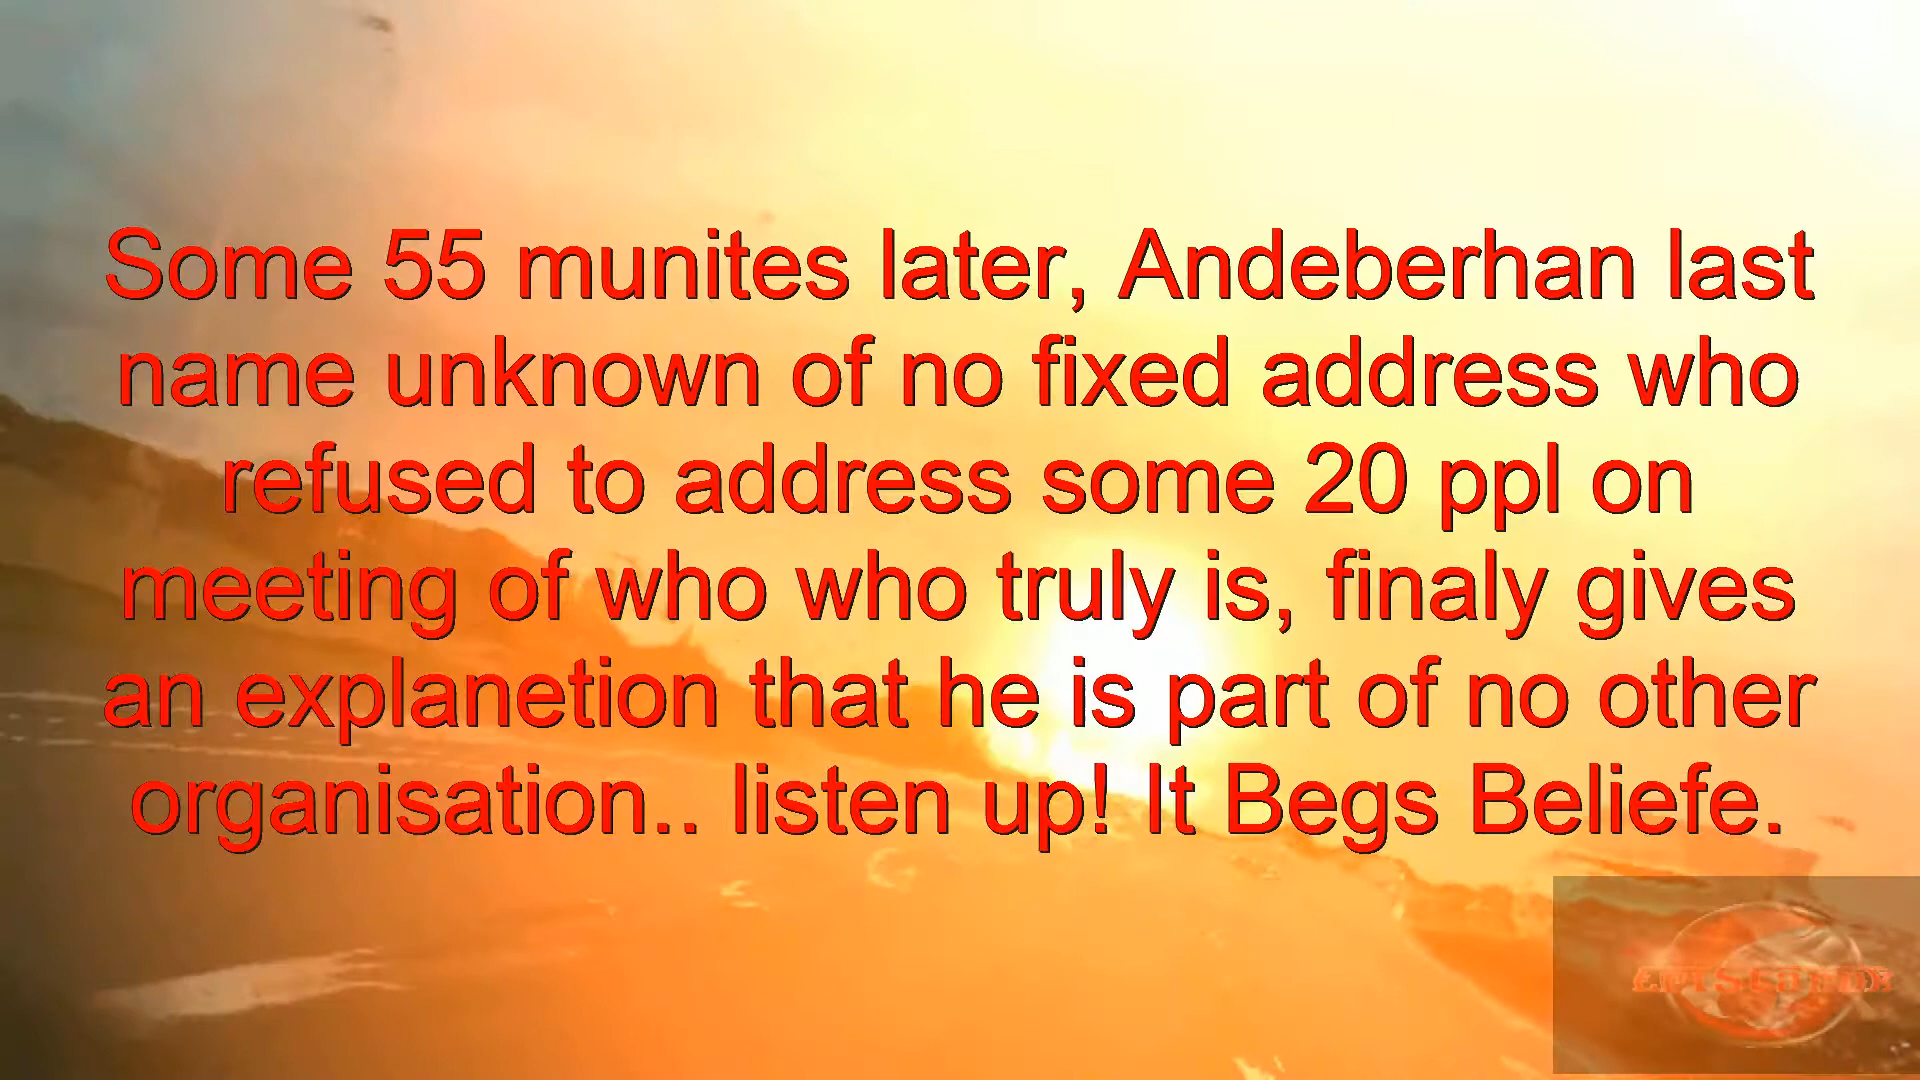 Some 55 munites later, Andeberhan last
name unknown of no fixed address who
refused to address some 20 ppl on
meeting of who who truly is, finaly gives
an explanetion that he is part of no other
organisation.. listen up! It Begs Beliefe.